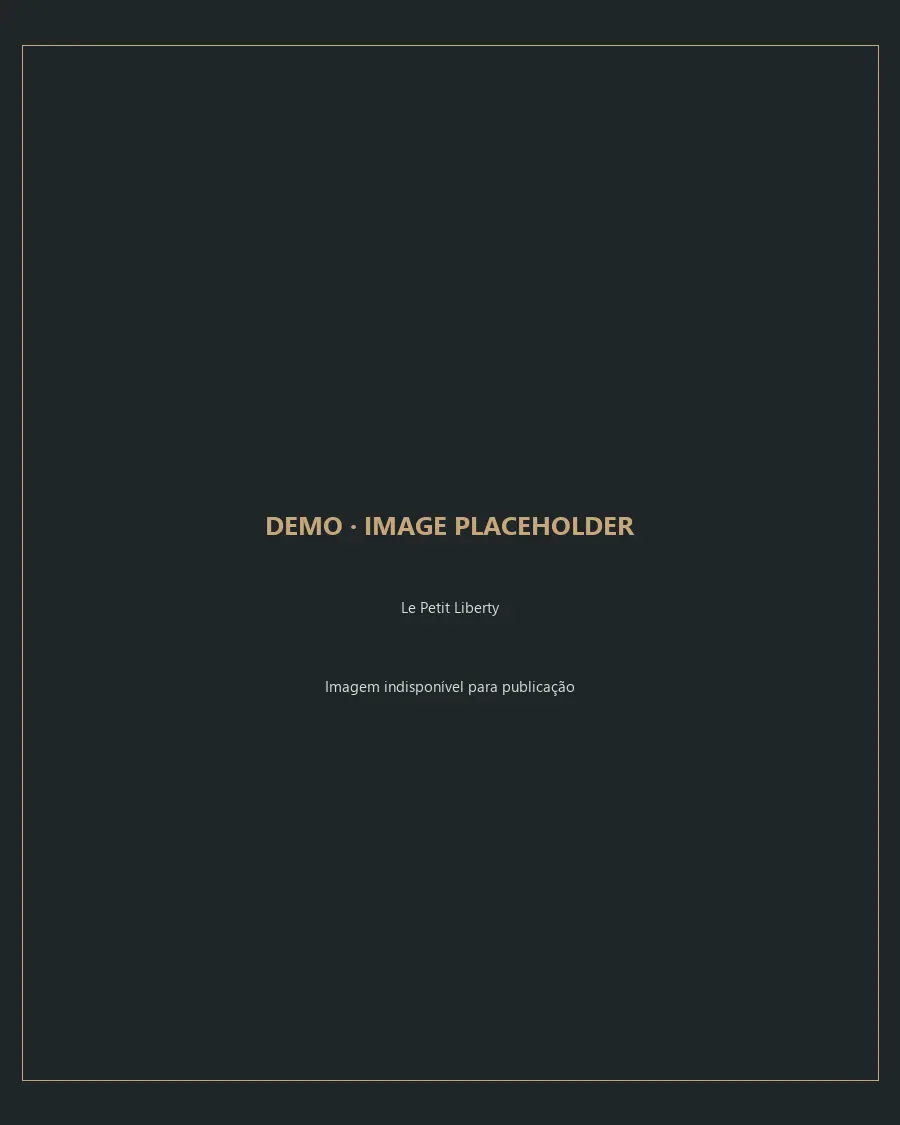 DEMO · IMAGE PLACEHOLDER
Le Petit Liberty
Imagem indisponível para publicação